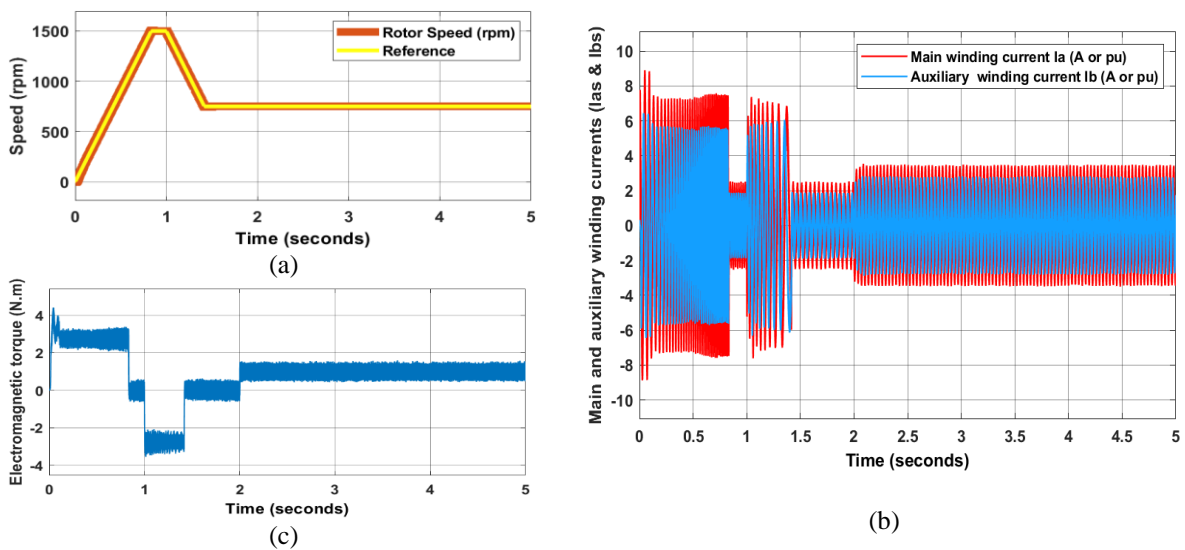 Speed (rpm)
1500
1000
500
0
Rotor Speed (rpm)
Reference
0 1 2 3 4 5
Time (seconds)
(a)
Electromagnetic torque (N.m)
4
2
0
-2
-4
0 1 2 3 4 5
Time (seconds)
(c)
Main and auxiliary winding currents (Ias & Ibs)
10
8
6
4
2
0
-2
-4
-6
-8
-10
Main winding current Ia (A or pu)
Auxiliary winding current Ib (A or pu)
0 0.5 1 1.5 2 2.5 3 3.5 4 4.5 5
Time (seconds)
(b)